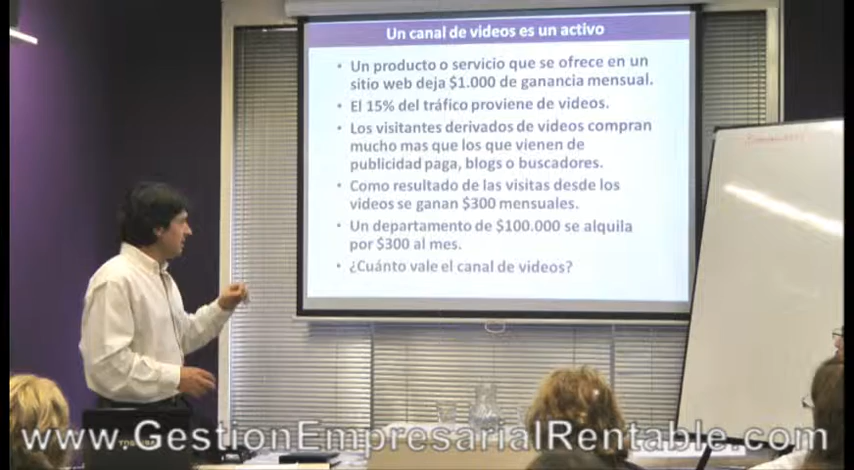 Un canal de videos es un activo
• Un producto o servicio que se ofrece en un
sitio web deja $1.000 de ganancia mensual.
• El 15% del tráfico proviene de videos.
• Los visitantes derivados de videos compran
mucho mas que los que vienen de
publicidad paga, blogs o buscadores.
• Como resultado de las visitas desde los
videos se ganan $300 mensuales.
• Un departamento de $100.000 se alquila
por $300 al mes.
• ¿Cuánto vale el canal de videos?
www.GestionEmpresarialRentable.com